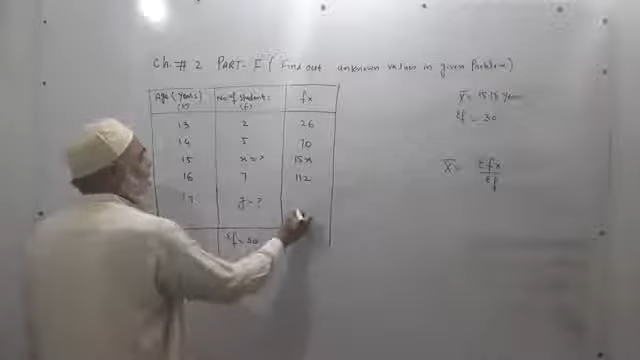 Ch. # 2 PART- F ( Find out unknown values in given Problem)
Age (Years) (x) No. of students (f) fx
13 2 26
14 5 70
15 x = ? 15x
16 7 112
17 y = ?
Σf = 30
X̅ = 15.15 years
Σf = 30
X̅ = Σfx / Σf